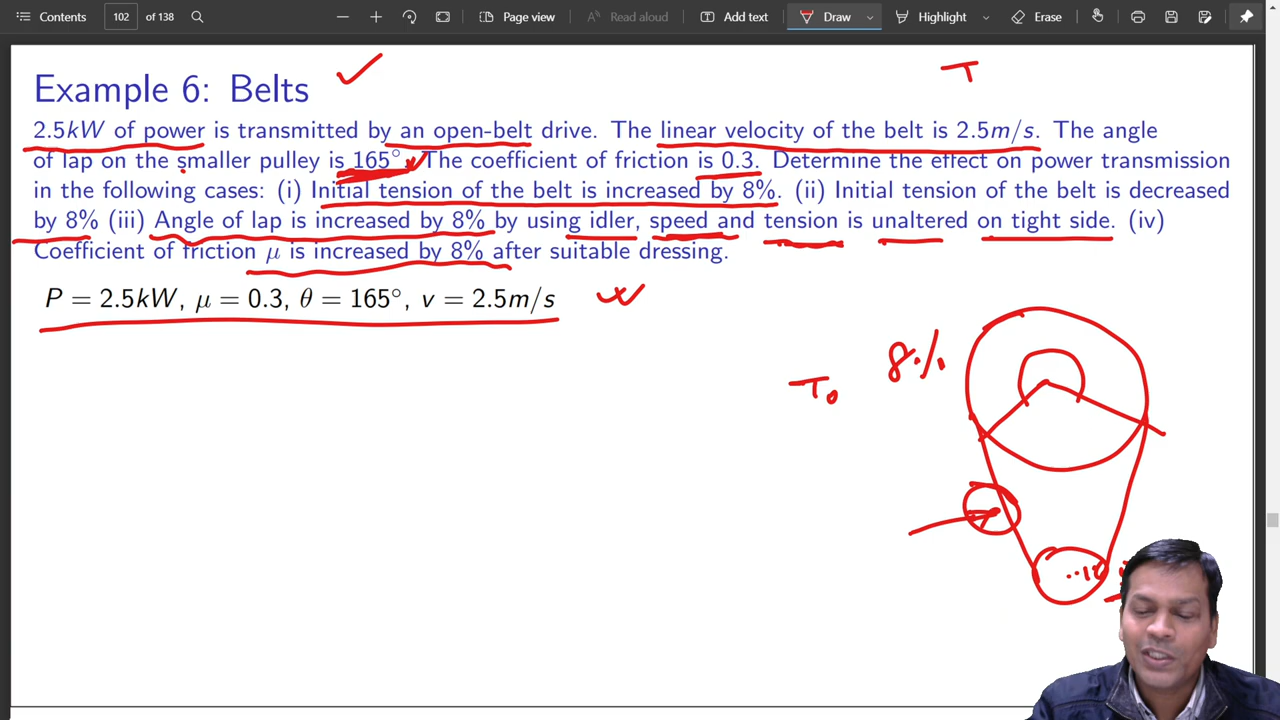 Contents
102 of 138
Page view
Read aloud
Add text
Draw
Highlight
Erase
T
Example 6: Belts
2.5kW of power is transmitted by an open-belt drive. The linear velocity of the belt is 2.5m/s. The angle
of lap on the smaller pulley is 165°. The coefficient of friction is 0.3. Determine the effect on power transmission
in the following cases: (i) Initial tension of the belt is increased by 8%. (ii) Initial tension of the belt is decreased
by 8% (iii) Angle of lap is increased by 8% by using idler, speed and tension is unaltered on tight side. (iv)
Coefficient of friction μ is increased by 8% after suitable dressing.
P = 2.5kW, μ = 0.3, θ = 165°, v = 2.5m/s
T₀ 8%